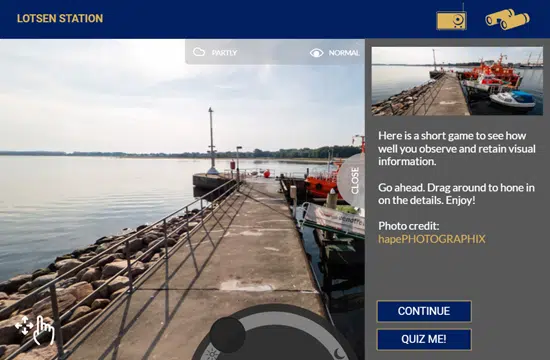 LOTSEN STATION
PARTLY
NORMAL
CLOSE
Here is a short game to see how
well you observe and retain visual
information.
Go ahead. Drag around to hone in
on the details. Enjoy!
Photo credit:
hapePHOTOGRAPHIX
CONTINUE
QUIZ ME!